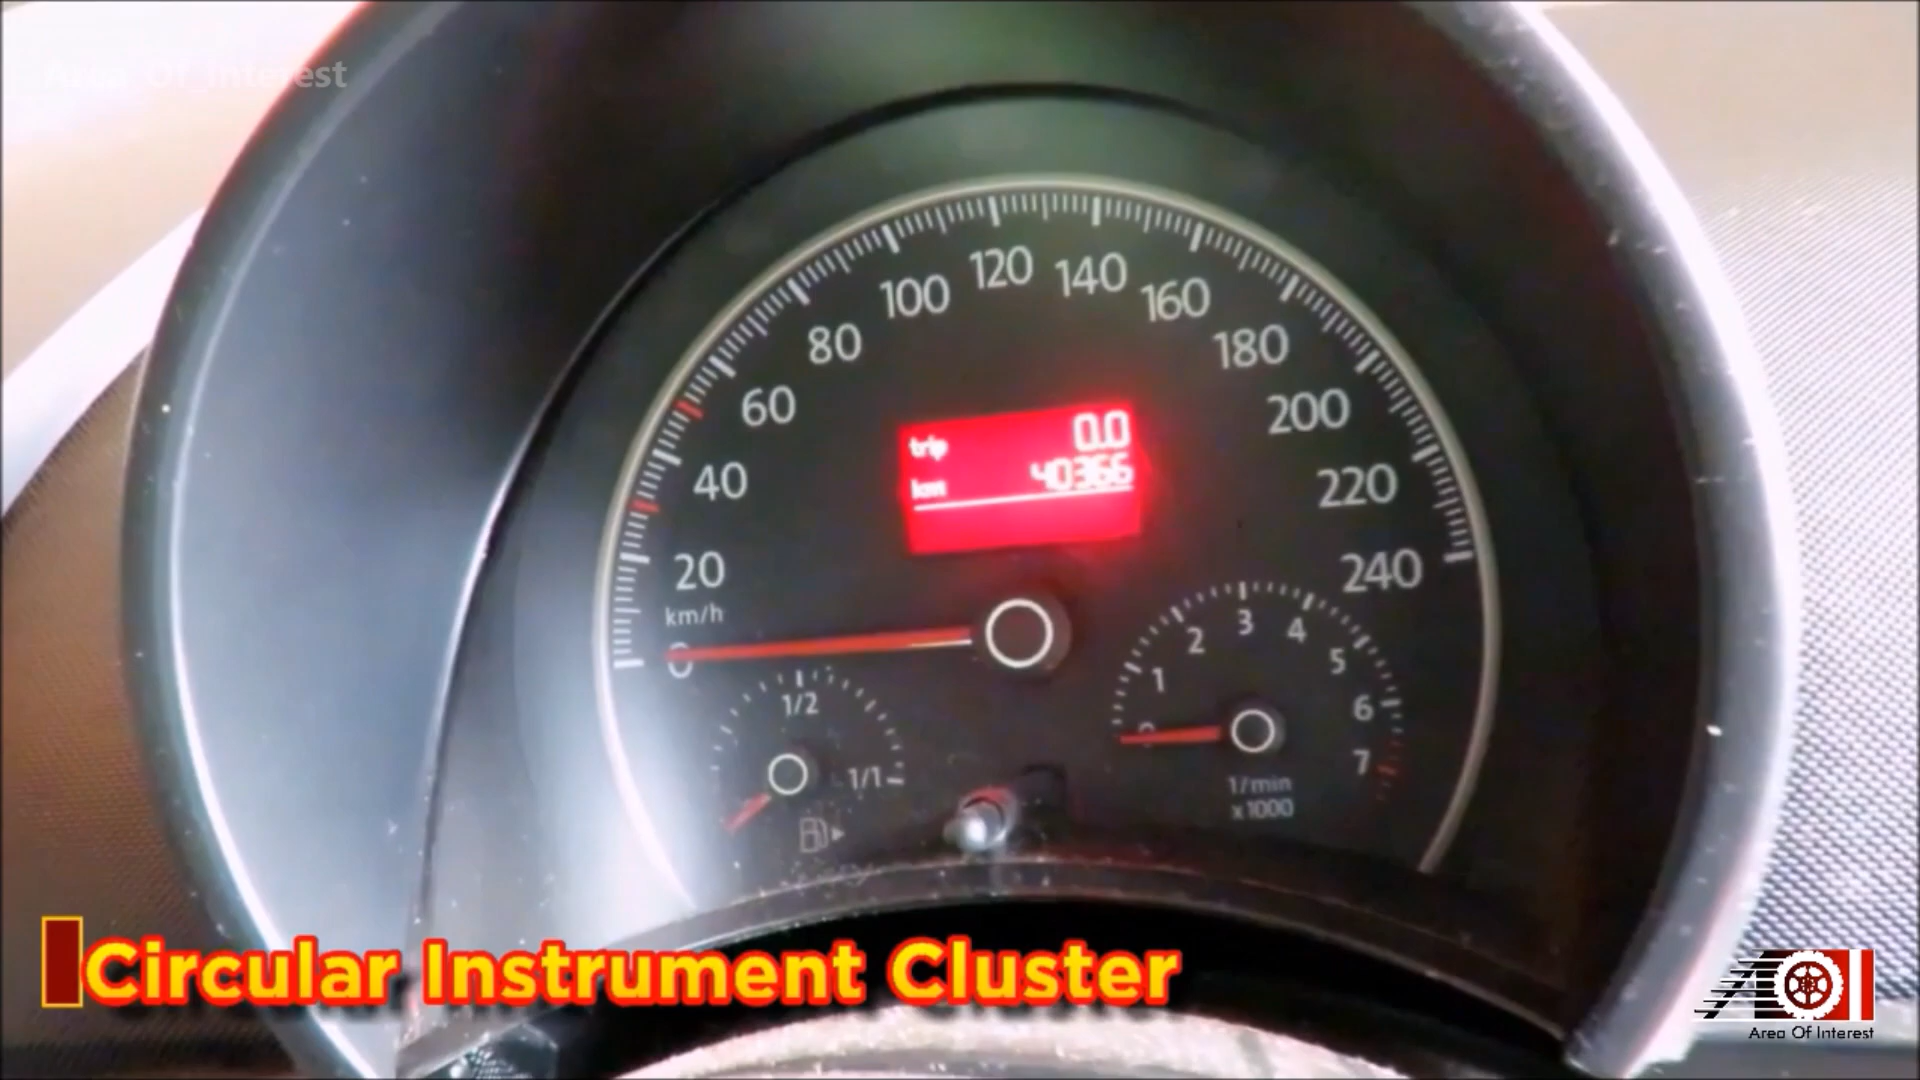 Area Of Interest
120
140
100
160
80
180
60
200
40
220
20
240
km/h
0
trip 0.0
km 40366
1/2
1/1
0
1
2
3
4
5
6
7
1/min
x1000
Circular Instrument Cluster
AOI
Area Of Interest